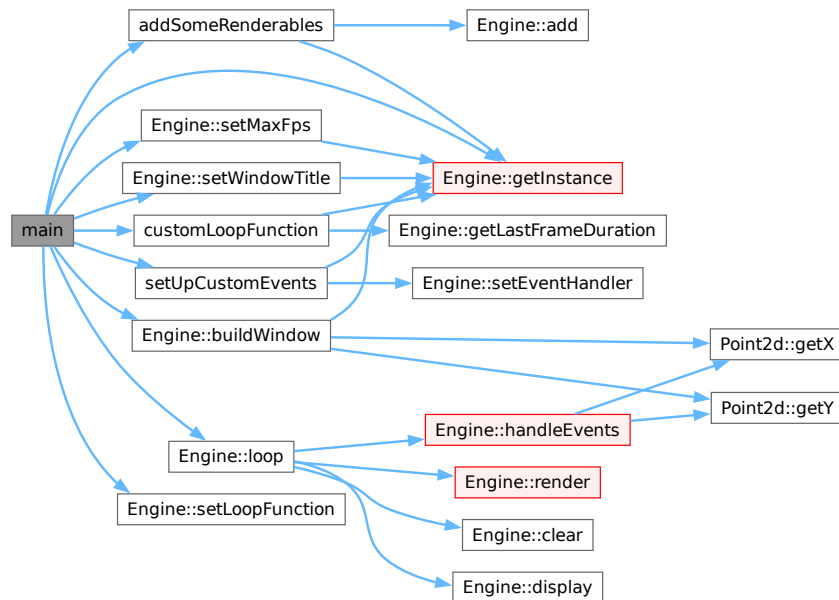 addSomeRenderables
Engine::add
Engine::setMaxFps
Engine::setWindowTitle
Engine::getInstance
main
customLoopFunction
Engine::getLastFrameDuration
setUpCustomEvents
Engine::setEventHandler
Engine::buildWindow
Point2d::getX
Point2d::getY
Engine::handleEvents
Engine::loop
Engine::render
Engine::setLoopFunction
Engine::clear
Engine::display